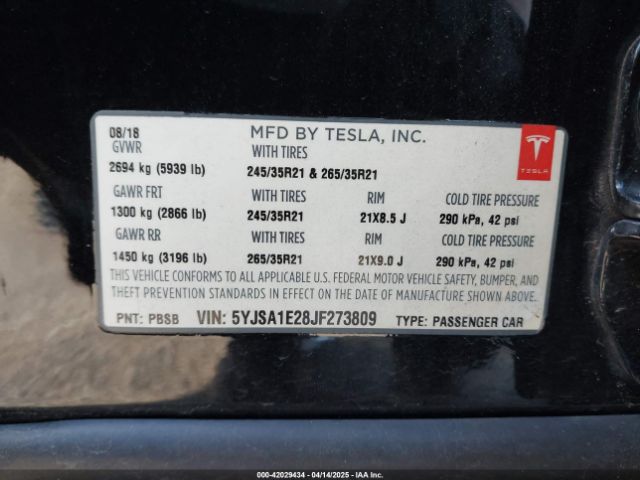 08/18 MFD BY TESLA, INC.
GVWR WITH TIRES
2694 kg (5939 lb) 245/35R21 & 265/35R21
TESLA
GAWR FRT WITH TIRES RIM COLD TIRE PRESSURE
1300 kg (2866 lb) 245/35R21 21X8.5 J 290 kPa, 42 psi
GAWR RR WITH TIRES RIM COLD TIRE PRESSURE
1450 kg (3196 lb) 265/35R21 21X9.0 J 290 kPa, 42 psi
THIS VEHICLE CONFORMS TO ALL APPLICABLE U.S. FEDERAL MOTOR VEHICLE SAFETY, BUMPER, AND
THEFT PREVENTION STANDARDS IN EFFECT ON THE DATE OF MANUFACTURE SHOWN ABOVE.
PNT: PBSB VIN: 5YJSA1E28JF273809 TYPE: PASSENGER CAR
000-42029434 - 04/14/2025 - IAA, Inc.